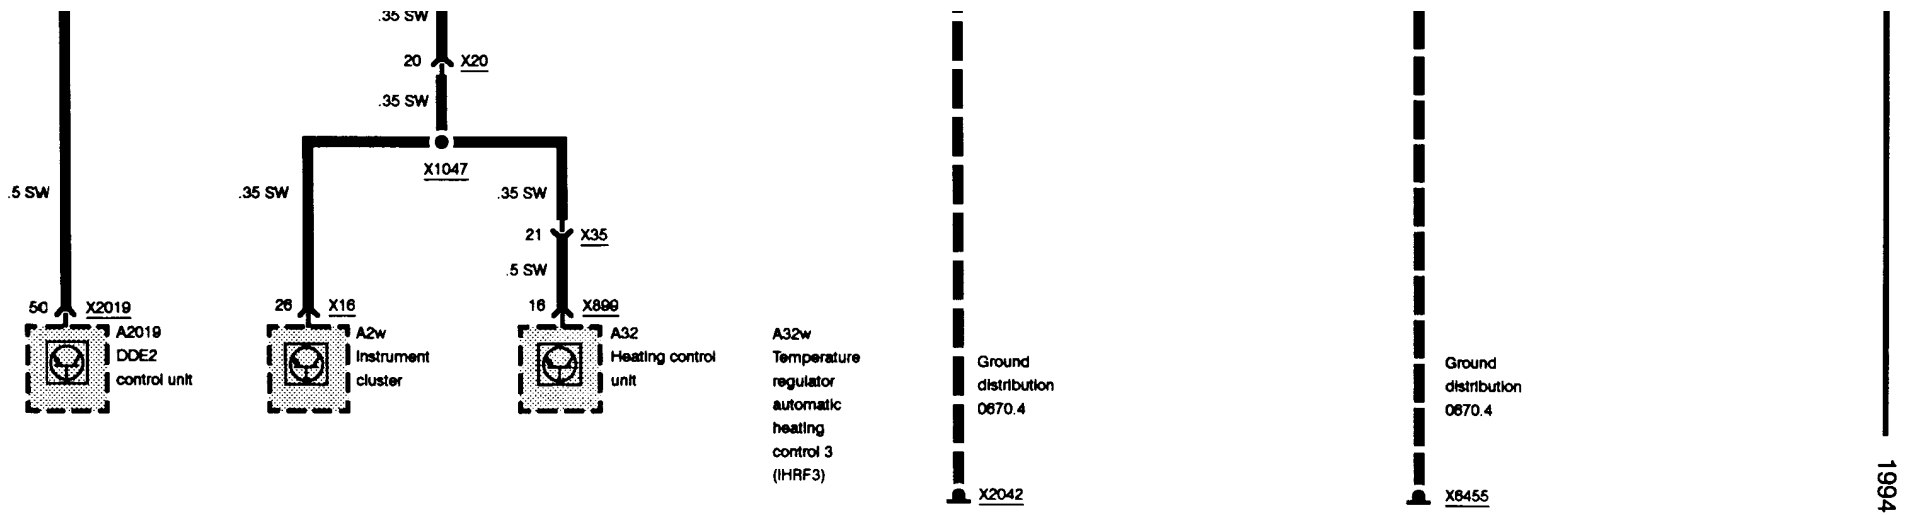 .35 SW
20 X20
.35 SW
X1047
.5 SW
.35 SW
.35 SW
21 X35
.5 SW
50 X2019
A2019
DDE2
control unit
26 X16
A2w
Instrument
cluster
16 X899
A32
Heating control
unit
A32w
Temperature
regulator
automatic
heating
control 3
(IHRF3)
Ground
distribution
0670.4
X2042
Ground
distribution
0670.4
X6455
1994